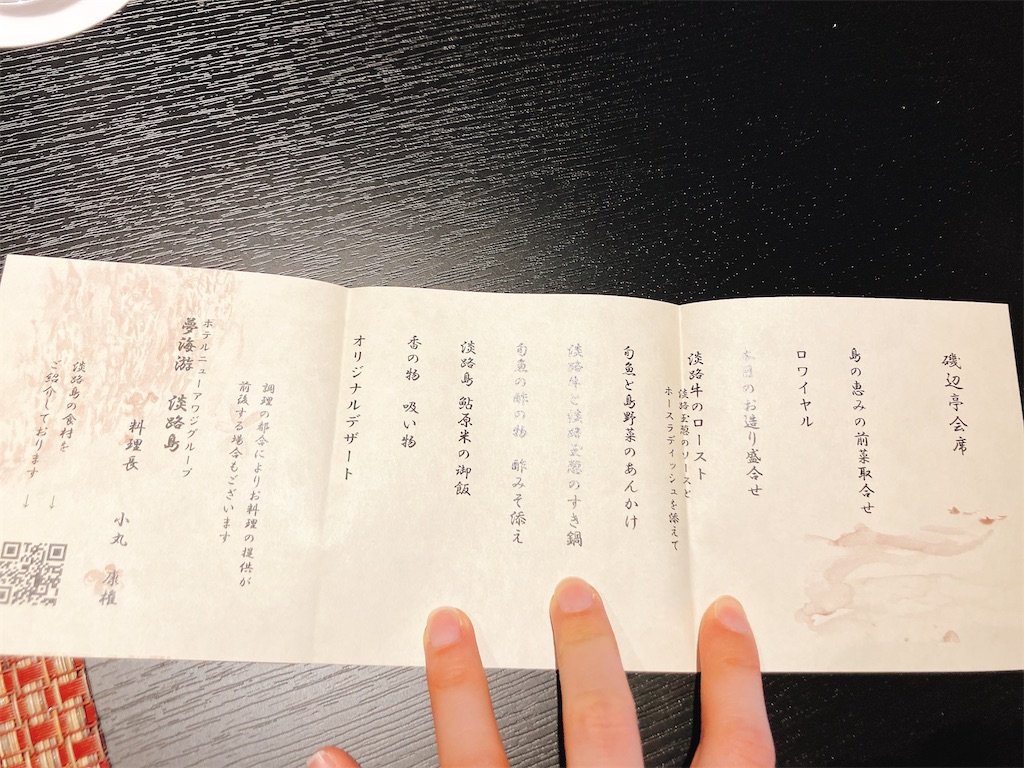 磯辺亭会席
島の恵みの前菜取合せ
ロワイヤル
本日のお造り盛合せ
淡路牛のロースト
淡路玉葱のソースと
ホースラディッシュを添えて
旬魚と島野菜のあんかけ
淡路牛と淡路玉葱のすき鍋
旬魚の酢の物　酢みそ添え
淡路島 鮎原米の御飯
香の物　吸い物
オリジナルデザート
調理の都合によりお料理の提供が
前後する場合もございます
ホテルニューアワジグループ
夢海游　淡路島
料理長　小丸　康権
淡路島の食材を
ご紹介しております
↓　↓